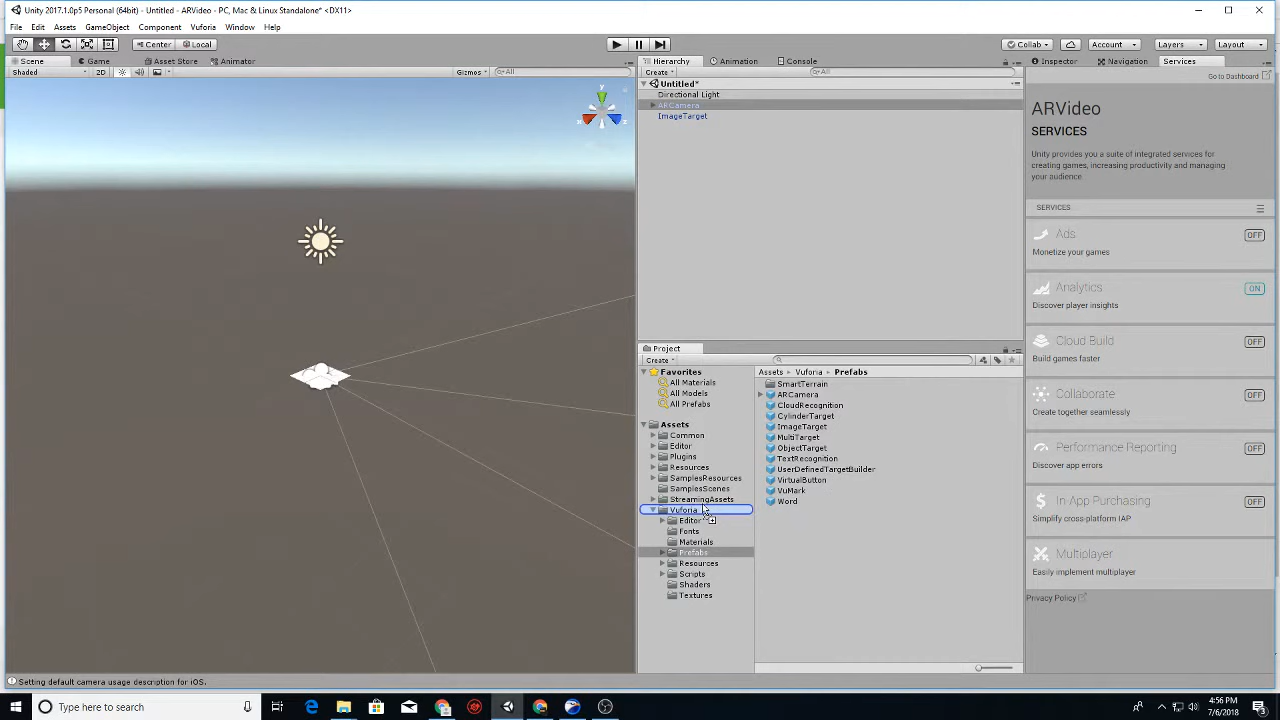 Unity 2017.1.0p5 Personal (64bit) - Untitled - ARVideo - PC, Mac & Linux Standalone* <DX11>
File Edit Assets GameObject Component Vuforia Window Help
Center Local
Collab Account Layers Layout
Scene Game Asset Store Animator
Shaded 2D Gizmos All
Hierarchy Animation Console
Create All
Untitled*
Directional Light
ARCamera
ImageTarget
Inspector Navigation Services
Go to Dashboard
ARVideo
SERVICES
Unity provides you a suite of integrated services for
creating games, increasing productivity and managing
your audience.
SERVICES
Ads OFF
Monetize your games
Analytics ON
Discover player insights
Cloud Build OFF
Build games faster
Collaborate OFF
Create together seamlessly
Performance Reporting OFF
Discover app errors
In App Purchasing OFF
Simplify cross-platform IAP
Multiplayer
Easily implement multiplayer
Privacy Policy
Project
Create
Favorites
All Materials
All Models
All Prefabs
Assets
Common
Editor
Plugins
Resources
SamplesResources
SamplesScenes
StreamingAssets
Vuforia
Editor
Fonts
Materials
Prefabs
Resources
Scripts
Shaders
Textures
Assets Vuforia Prefabs
SmartTerrain
ARCamera
CloudRecognition
CylinderTarget
ImageTarget
MultiTarget
ObjectTarget
TextRecognition
UserDefinedTargetBuilder
VirtualButton
VuMark
Word
Setting default camera usage description for iOS.
Type here to search
4:56 PM
7/6/2018